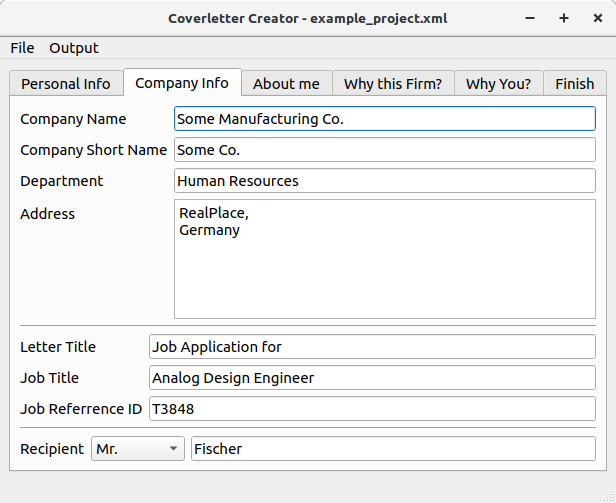 Coverletter Creator - example_project.xml
File Output
Personal Info Company Info About me Why this Firm? Why You? Finish
Company Name Some Manufacturing Co.
Company Short Name Some Co.
Department Human Resources
Address RealPlace,
Germany
Letter Title Job Application for
Job Title Analog Design Engineer
Job Referrence ID T3848
Recipient Mr. Fischer